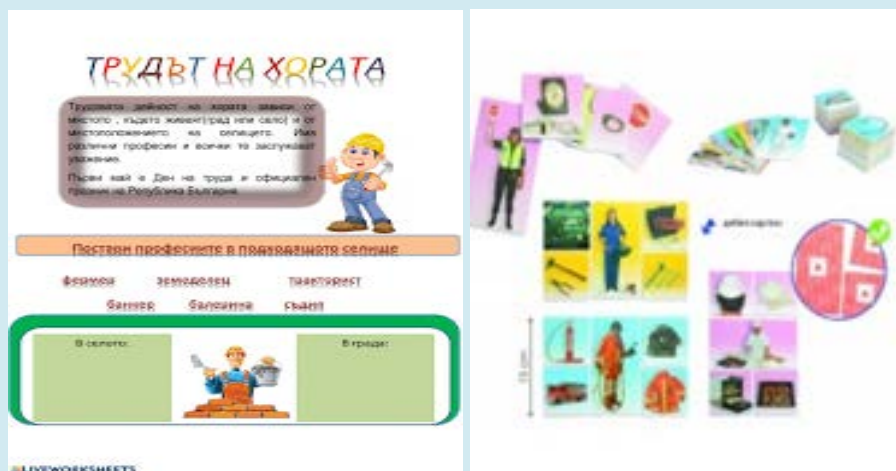 ТРУДЪТ НА ХОРАТА
Трудовата дейност на хората зависи от
мястото , където живеят(град или село) и от
местоположението на селището. Има
различни професии и всички те заслужават
уважение.
Първи май е Ден на труда и официален
празник на Република България.
Постави професиите в подходящото селище
фермер земеделец тракторист
банкер балерина съдия
В селото: В града:
LIVEWORKSHEETS
STOP